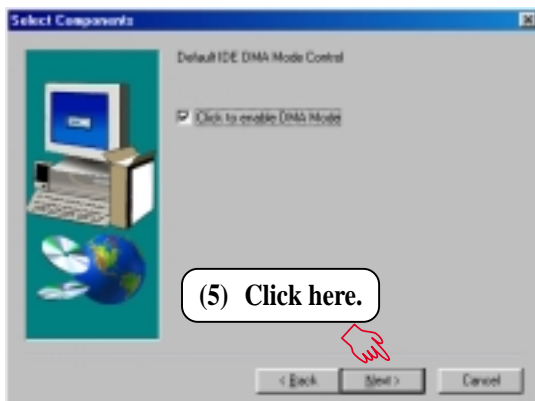 Select Components
Default IDE DMA Mode Control
Click to enable DMA Mode
(5) Click here.
< Back
Next >
Cancel